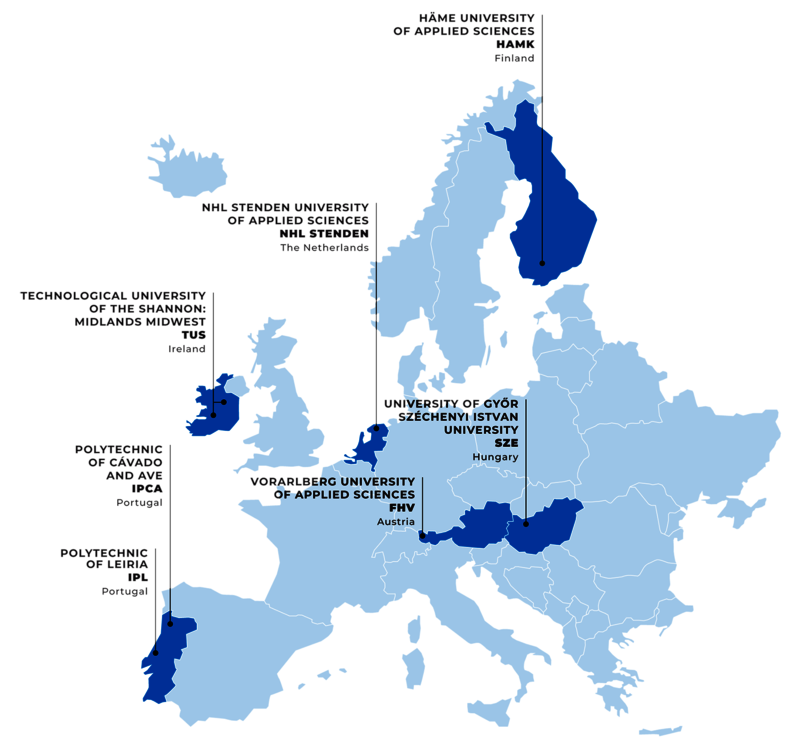 HÄME UNIVERSITY
OF APPLIED SCIENCES
HAMK
Finland
NHL STENDEN UNIVERSITY
OF APPLIED SCIENCES
NHL STENDEN
The Netherlands
TECHNOLOGICAL UNIVERSITY
OF THE SHANNON:
MIDLANDS MIDWEST
TUS
Ireland
UNIVERSITY OF GYŐR
SZÉCHENYI ISTVAN
UNIVERSITY
SZE
Hungary
POLYTECHNIC
OF CÁVADO
AND AVE
IPCA
Portugal
VORARLBERG UNIVERSITY
OF APPLIED SCIENCES
FHV
Austria
POLYTECHNIC
OF LEIRIA
IPL
Portugal